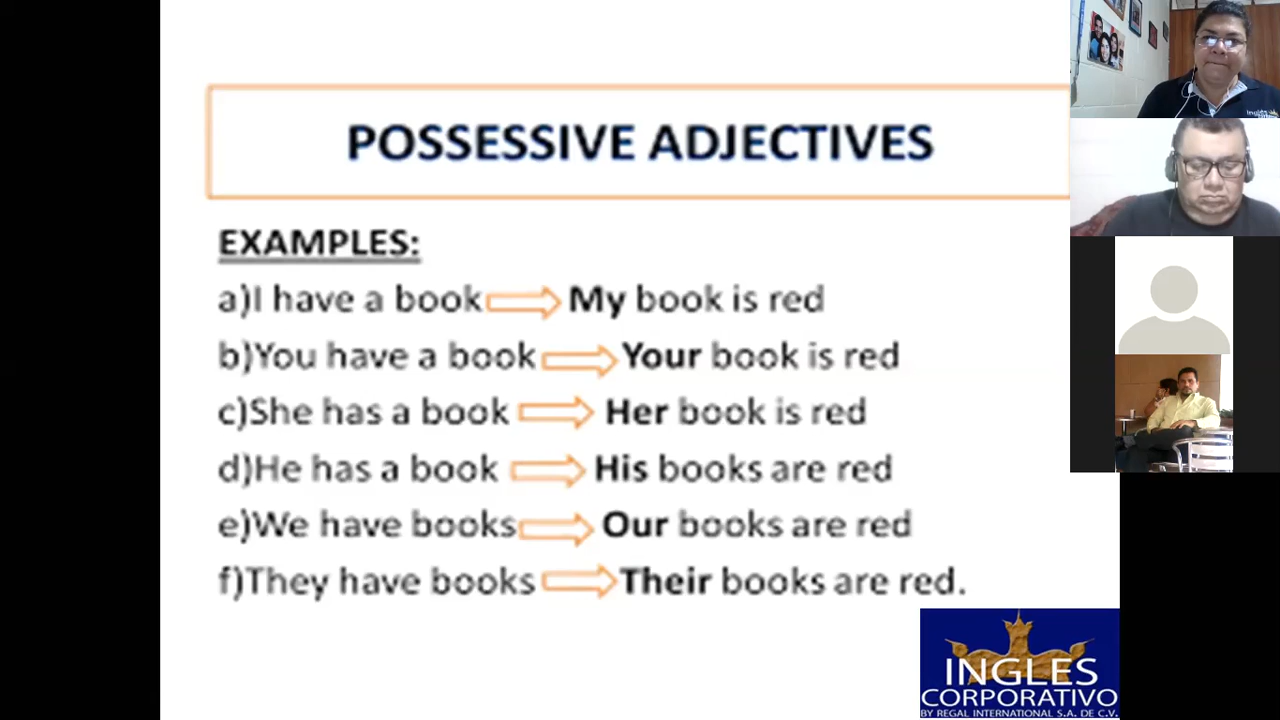 POSSESSIVE ADJECTIVES
EXAMPLES:
a)I have a book My book is red
b)You have a book Your book is red
c)She has a book Her book is red
d)He has a book His books are red
e)We have books Our books are red
f)They have books Their books are red.
INGLES
CORPORATIVO
BY REGAL INTERNATIONAL S.A. DE C.V.